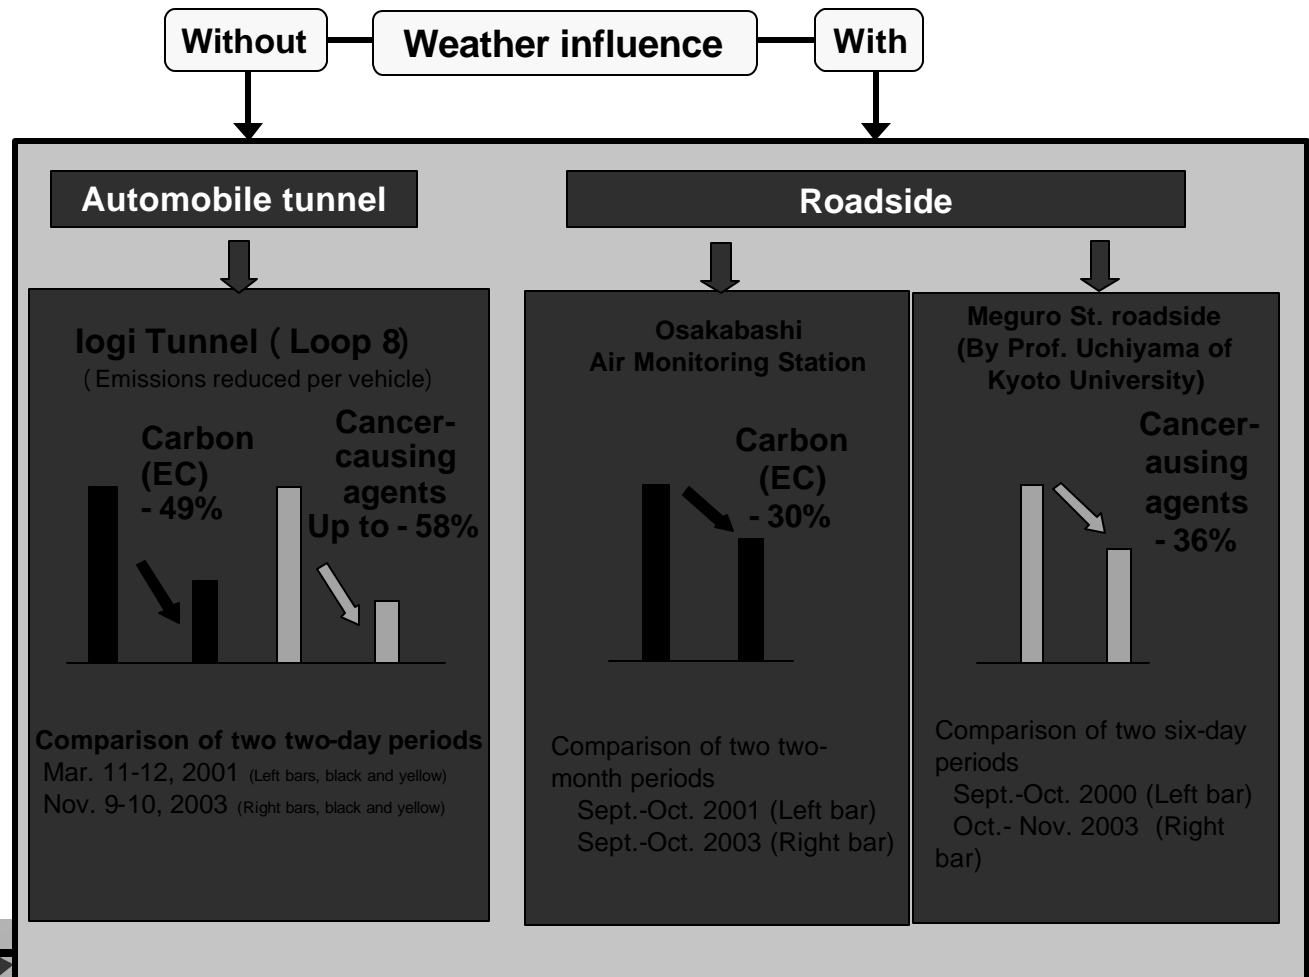 Without
Weather influence
With
Automobile tunnel
Roadside
Iogi Tunnel ( Loop 8)
( Emissions reduced per vehicle)
Carbon
(EC)
- 49%
Cancer-
causing
agents
Up to - 58%
Comparison of two two-day periods
Mar. 11-12, 2001 (Left bars, black and yellow)
Nov. 9-10, 2003 (Right bars, black and yellow)
Osakabashi
Air Monitoring Station
Carbon
(EC)
- 30%
Comparison of two two-
month periods
Sept.-Oct. 2001 (Left bar)
Sept.-Oct. 2003 (Right bar)
Meguro St. roadside
(By Prof. Uchiyama of
Kyoto University)
Cancer-
ausing
agents
- 36%
Comparison of two six-day
periods
Sept.-Oct. 2000 (Left bar)
Oct.- Nov. 2003 (Right
bar)